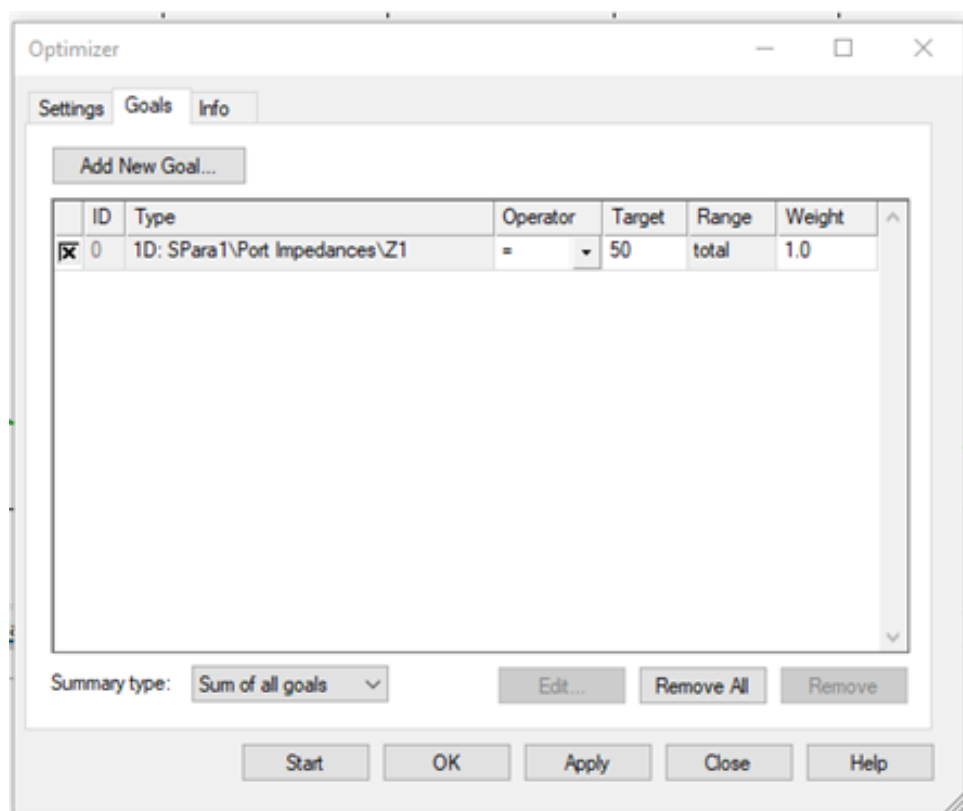 Optimizer
Settings Goals Info
Add New Goal...
ID Type Operator Target Range Weight
0 1D: SPara1\Port Impedances\Z1 = 50 total 1.0
Summary type: Sum of all goals Edit... Remove All Remove
Start OK Apply Close Help